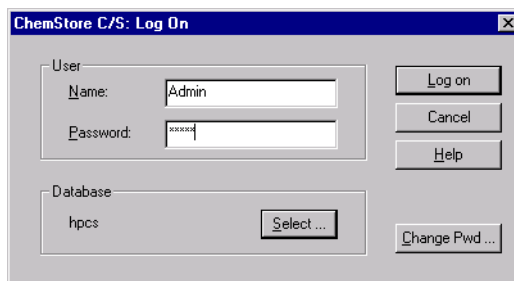 ChemStore C/S: Log On
User
Name:
Admin
Password:
*****
Database
hpcs
Select ...
Log on
Cancel
Help
Change Pwd ...